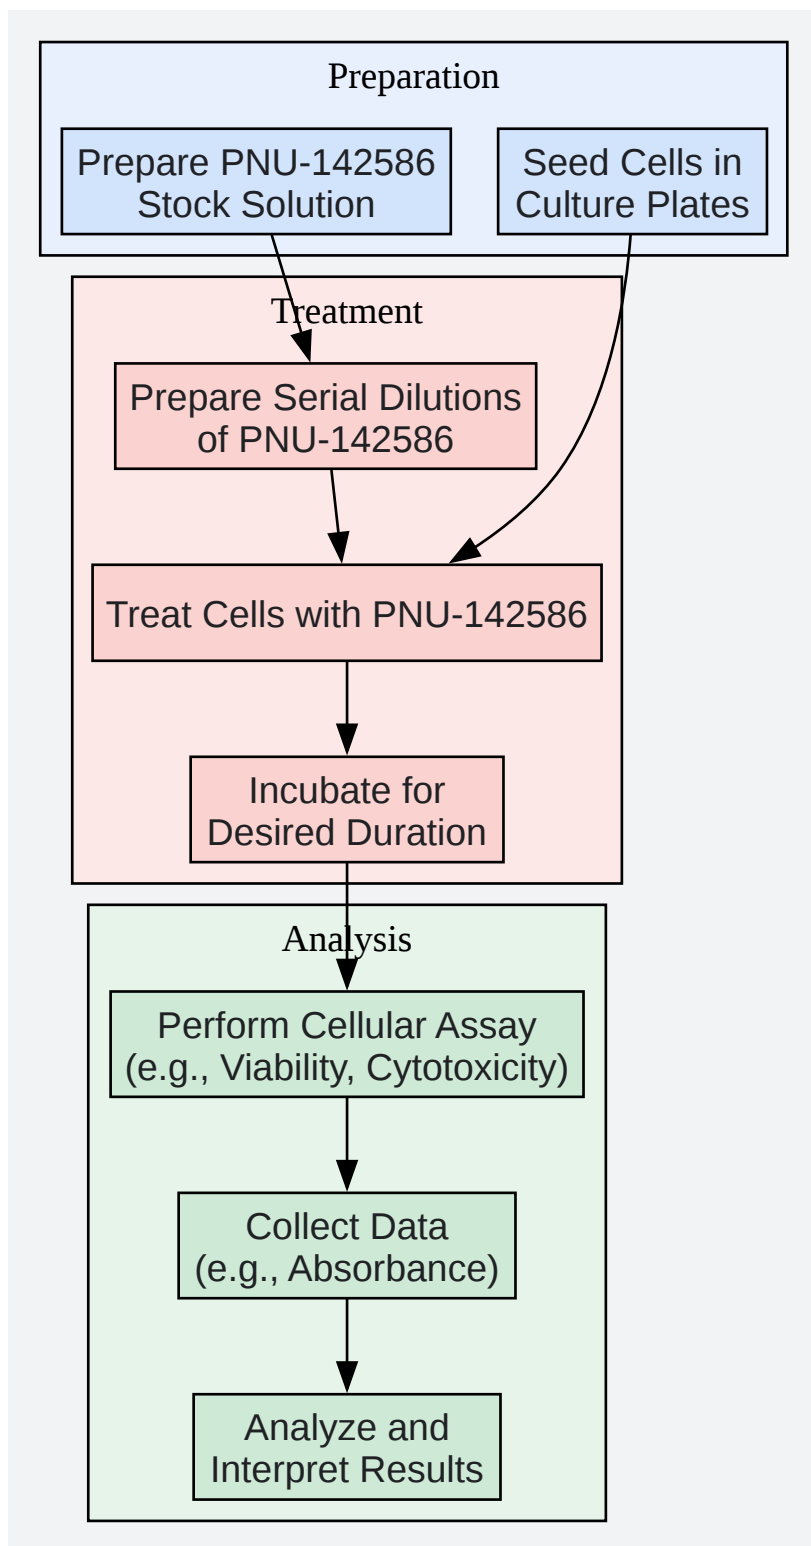 Preparation
Prepare PNU-142586
Stock Solution
Seed Cells in
Culture Plates
Treatment
Prepare Serial Dilutions
of PNU-142586
Treat Cells with PNU-142586
Incubate for
Desired Duration
Analysis
Perform Cellular Assay
(e.g., Viability, Cytotoxicity)
Collect Data
(e.g., Absorbance)
Analyze and
Interpret Results